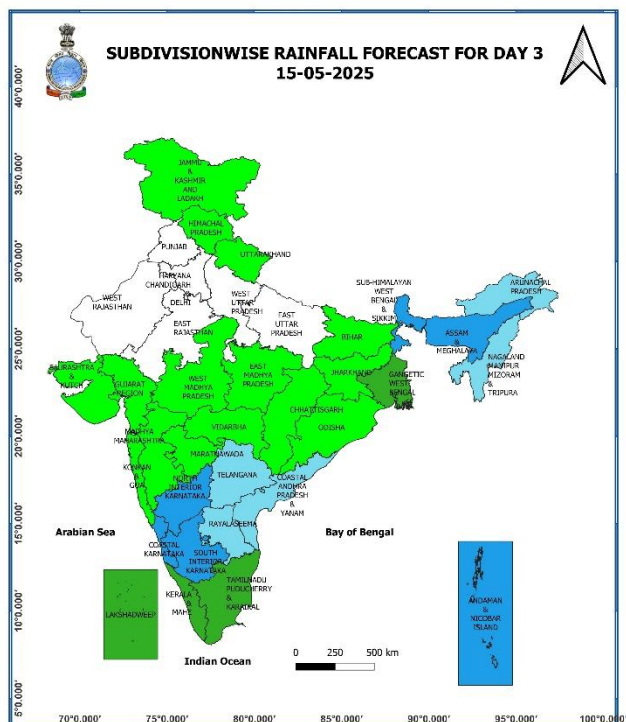 SUBDIVISIONWISE RAINFALL FORECAST FOR DAY 3
15-05-2025
40°0.000'
35°0.000'
30°0.000'
25°0.000'
20°0.000'
15°0.000'
10°0.000'
5°0.000'
JAMMU
&
KASHMIR
AND
LADAKH
HIMACHAL
PRADESH
PUNJAB
UTTARAKHAND
HARYANA
CHANDIGARH
&
DELHI
WEST
RAJASTHAN
WEST
UTTAR
PRADESH
EAST
UTTAR
PRADESH
EAST
RAJASTHAN
SUB-HIMALAYAN
WEST
BENGAL
&
SIKKIM
ARUNACHAL
PRADESH
ASSAM
&
MEGHALAYA
NAGALAND
MANIPUR
MIZORAM
&
TRIPURA
BIHAR
SAURASHTRA
&
KUTCH
GUJARAT
REGION
WEST
MADHYA
PRADESH
EAST
MADHYA
PRADESH
JHARKHAND
GANGETIC
WEST
BENGAL
CHHATTISGARH
ODISHA
MADHYA
MAHARASHTRA
VIDARBHA
MARATHAWADA
KONKAN
&
GOA
NORTH
INTERIOR
KARNATAKA
TELANGANA
COASTAL
ANDHRA
PRADESH
&
YANAM
RAYALASEEMA
Arabian Sea
Bay of Bengal
COASTAL
KARNATAKA
SOUTH
INTERIOR
KARNATAKA
TAMILNADU
PUDUCHERRY
&
KARAIKAL
KERALA
&
MAHE
LAKSHADWEEP
ANDAMAN
&
NICOBAR
ISLAND
Indian Ocean
0 250 500 km
70°0.000' 75°0.000' 80°0.000' 85°0.000' 90°0.000' 95°0.000' 100°0.000'